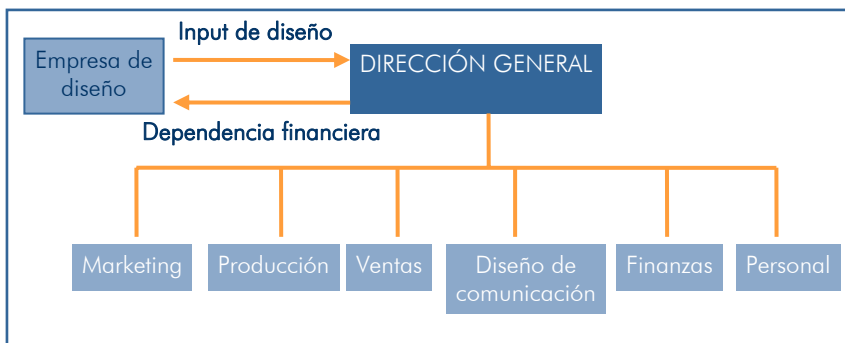 Input de diseño
Empresa de
diseño
DIRECCIÓN GENERAL
Dependencia financiera
Marketing
Producción
Ventas
Diseño de
comunicación
Finanzas
Personal